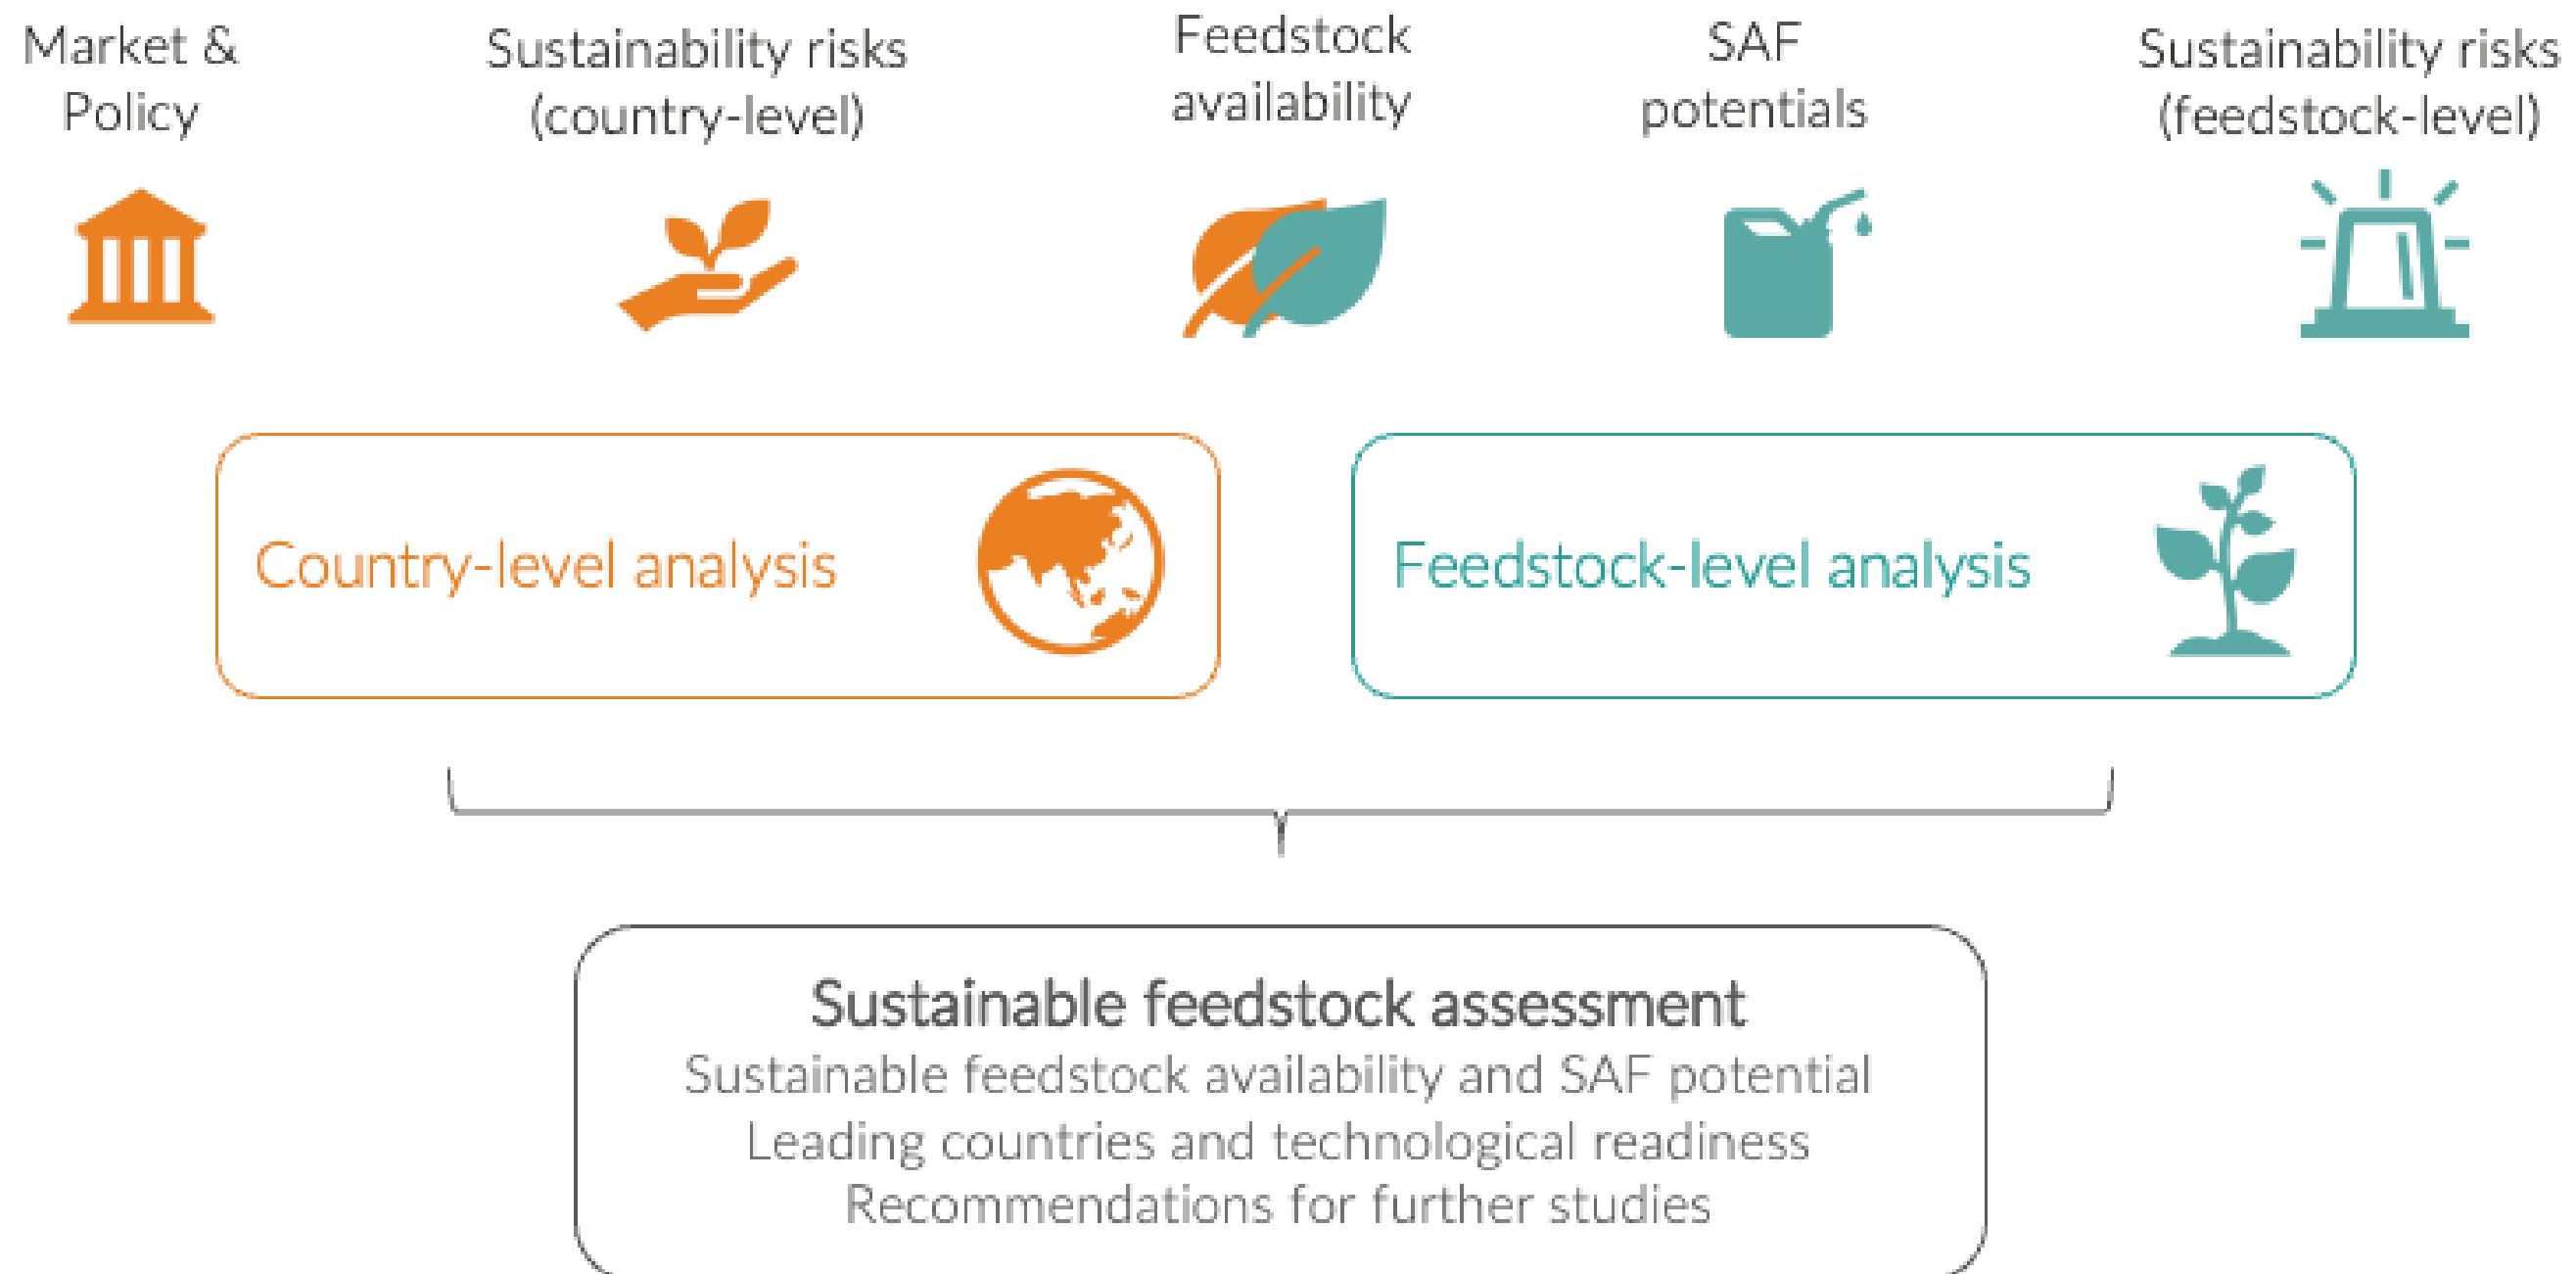 Market &
Policy
Sustainability risks
(country-level)
Feedstock
availability
SAF
potentials
Sustainability risks
(feedstock-level)
Country-level analysis
Feedstock-level analysis
Sustainable feedstock assessment
Sustainable feedstock availability and SAF potential
Leading countries and technological readiness
Recommendations for further studies